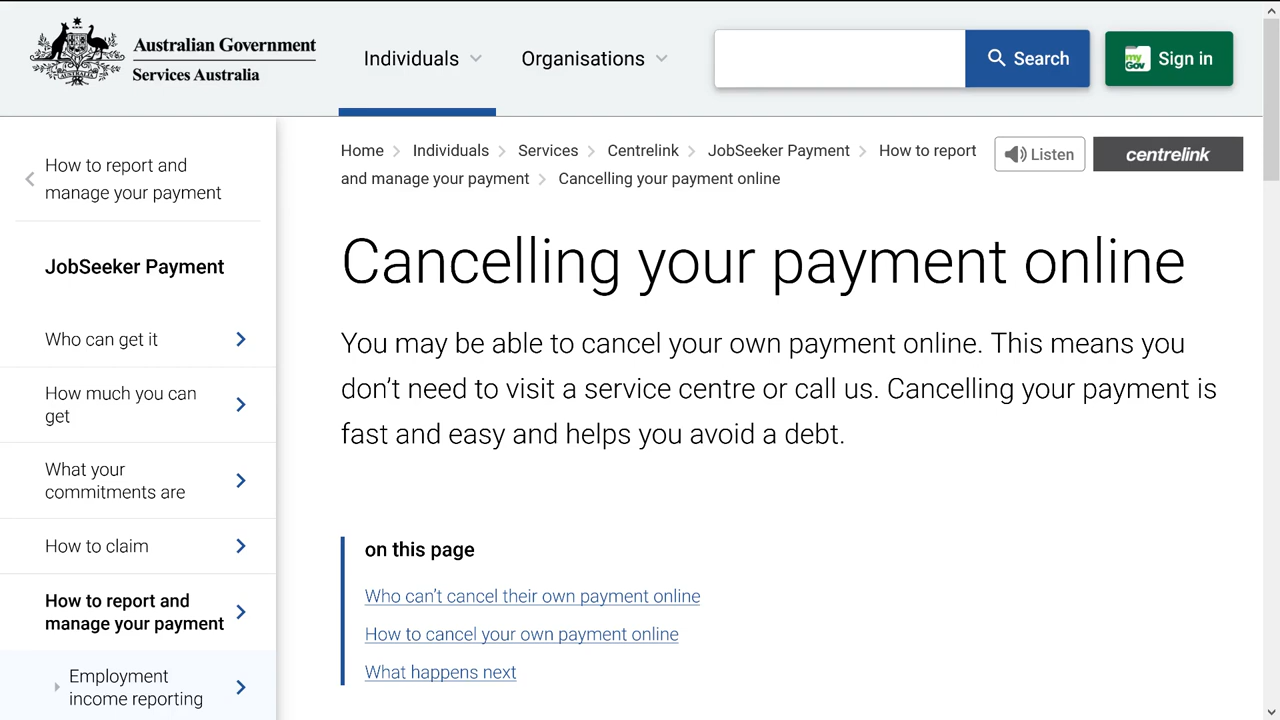 Australian Government
Services Australia
Individuals
Organisations
Search
my
Gov
Sign in
How to report and
manage your payment
JobSeeker Payment
Who can get it
How much you can
get
What your
commitments are
How to claim
How to report and
manage your payment
Employment
income reporting
Home
Individuals
Services
Centrelink
JobSeeker Payment
How to report
and manage your payment
Cancelling your payment online
Listen
centrelink
Cancelling your payment online
You may be able to cancel your own payment online. This means you
don’t need to visit a service centre or call us. Cancelling your payment is
fast and easy and helps you avoid a debt.
on this page
Who can’t cancel their own payment online
How to cancel your own payment online
What happens next